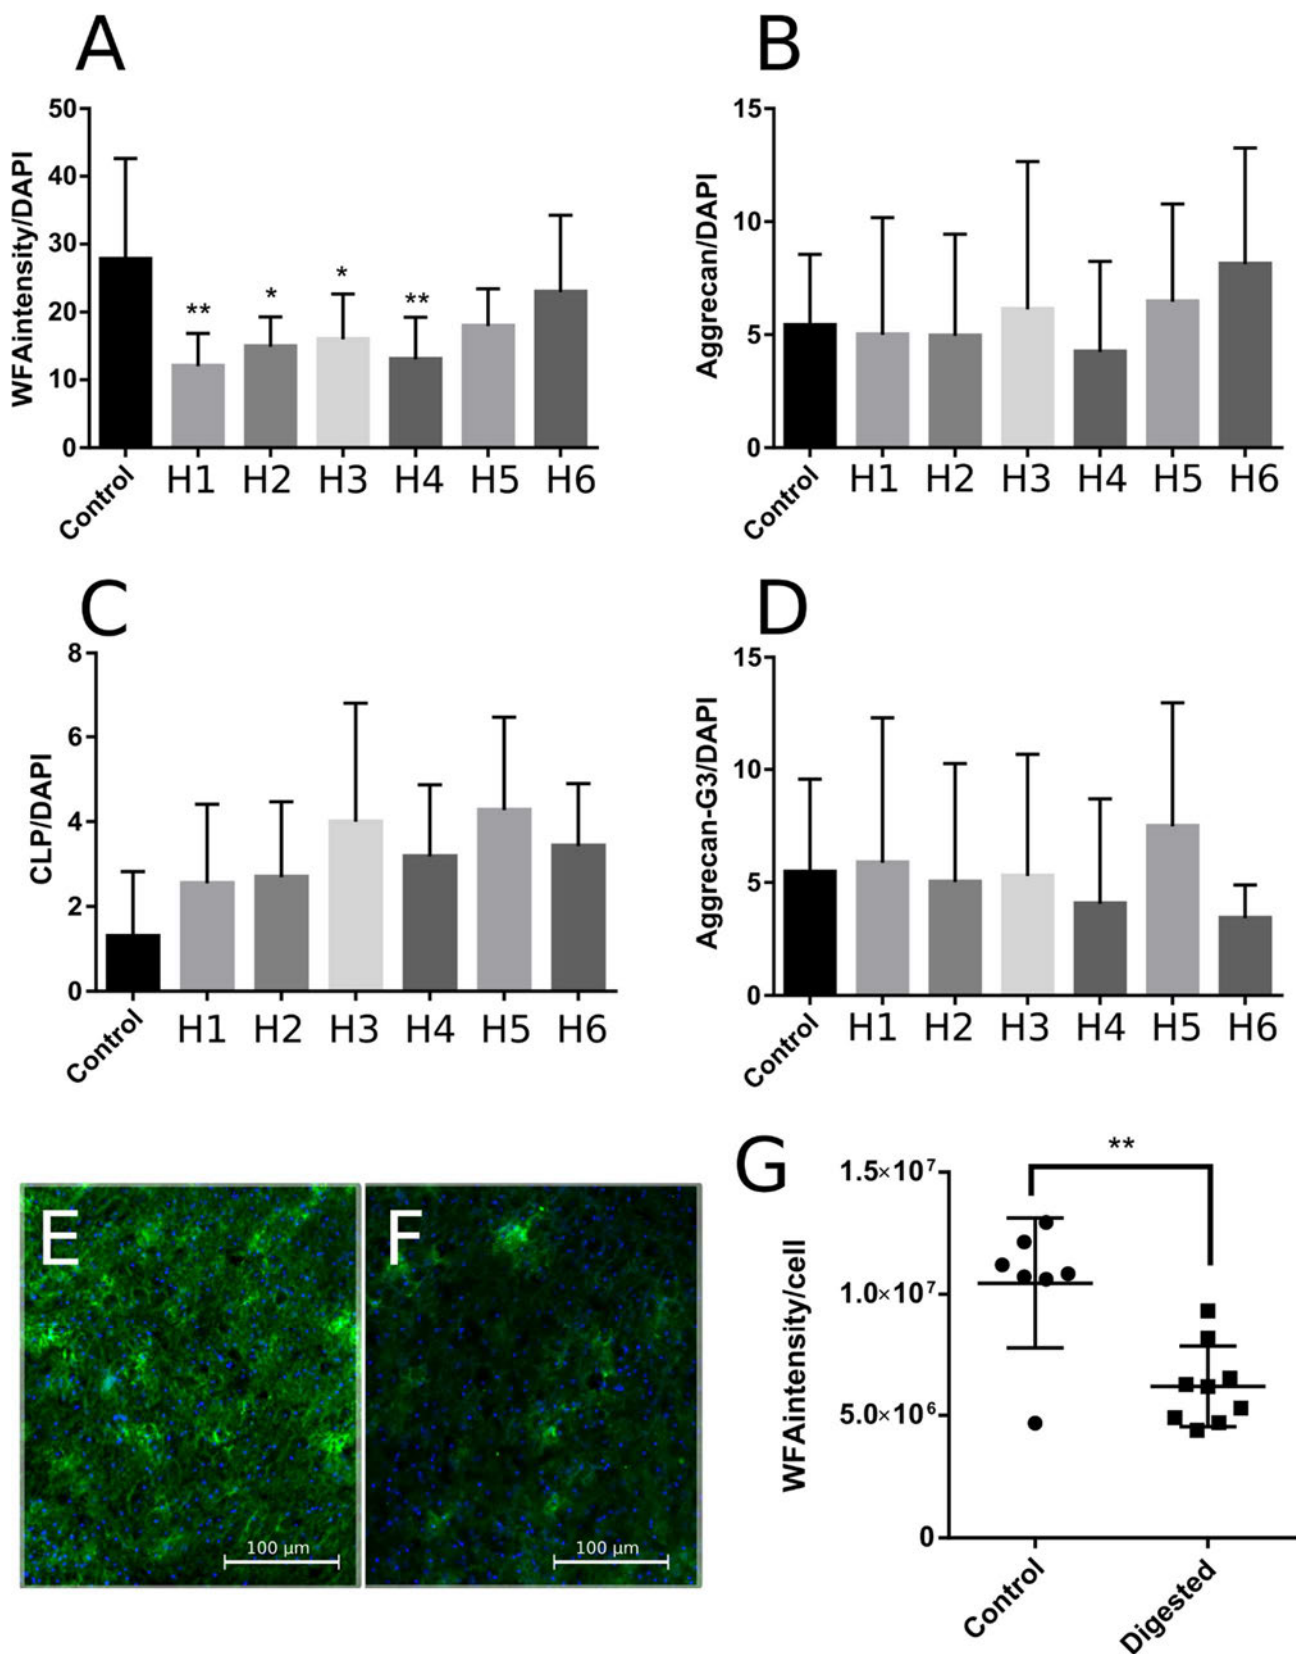 A
WFAintensity/DAPI
50
40
30
20
10
0
**
*
*
**
Control H1 H2 H3 H4 H5 H6
B
Aggrecan/DAPI
15
10
5
0
Control H1 H2 H3 H4 H5 H6
C
CLP/DAPI
8
6
4
2
0
Control H1 H2 H3 H4 H5 H6
D
Aggrecan-G3/DAPI
15
10
5
0
Control H1 H2 H3 H4 H5 H6
E
100 µm
F
100 µm
G
WFAintensity/cell
**
1.5×10⁷
1.0×10⁷
5.0×10⁶
0
Control Digested